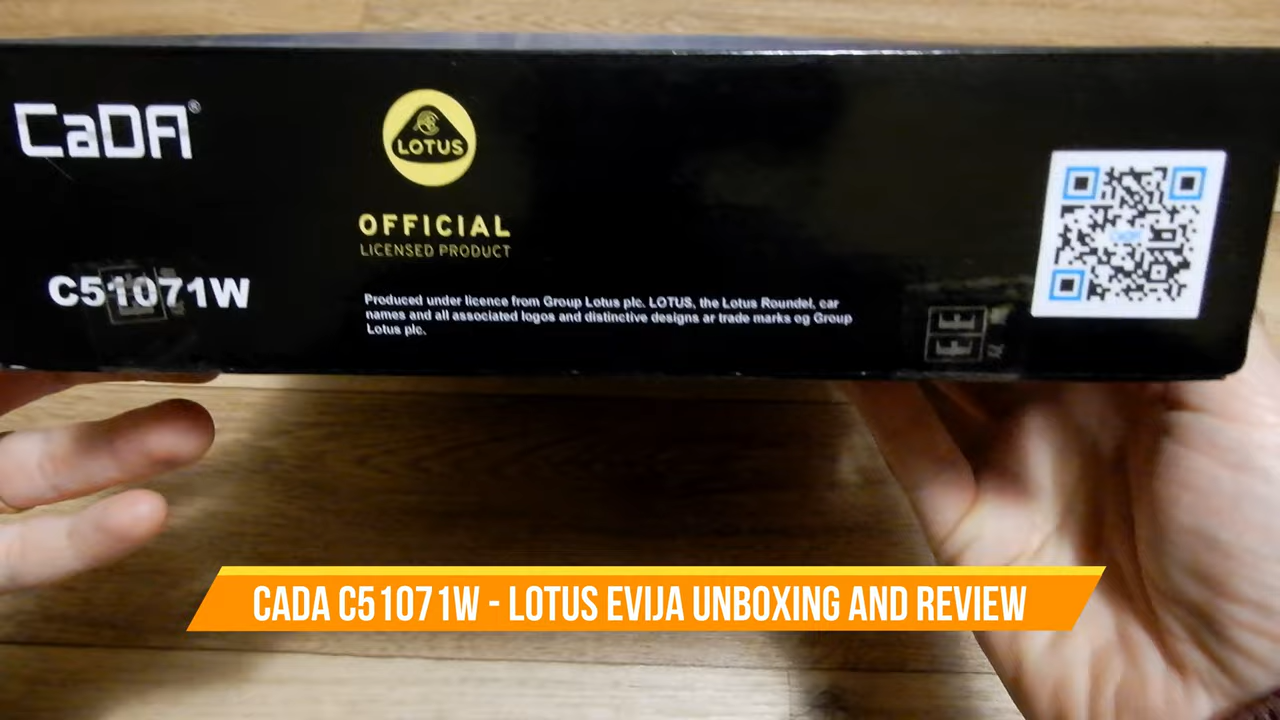 CaDA®
LOTUS
OFFICIAL
LICENSED PRODUCT
C51071W
Produced under licence from Group Lotus plc. LOTUS, the Lotus Roundel, car
names and all associated logos and distinctive designs ar trade marks og Group
Lotus plc.
CADA C51071W - LOTUS EVIJA UNBOXING AND REVIEW